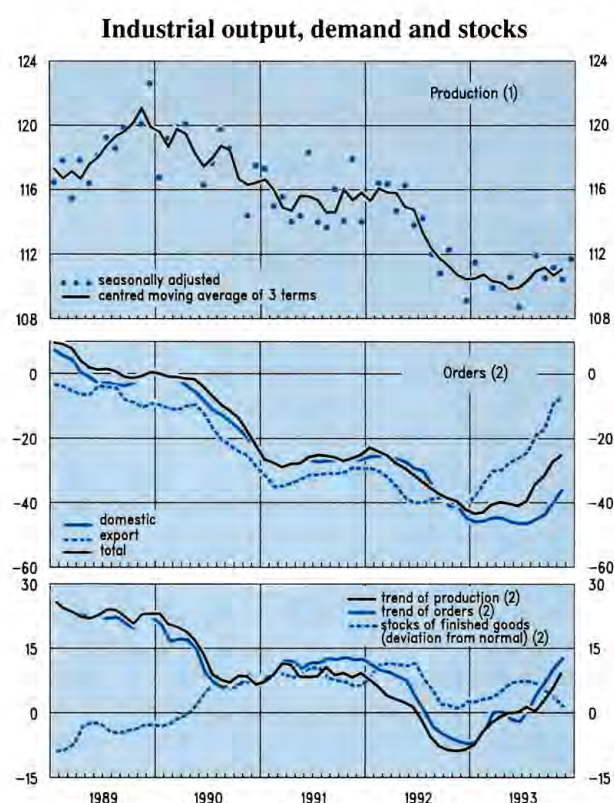 Industrial output, demand and stocks
124 124
Production (1)
120 120
116 116
112 112
seasonally adjusted
centred moving average of 3 terms
108 108
0 Orders (2) 0
−20 −20
−40 −40
domestic
export
total
−60 −60
30 30
trend of production (2)
trend of orders (2)
stocks of finished goods
(deviation from normal) (2)
15 15
0 0
−15 −15
1989 1990 1991 1992 1993